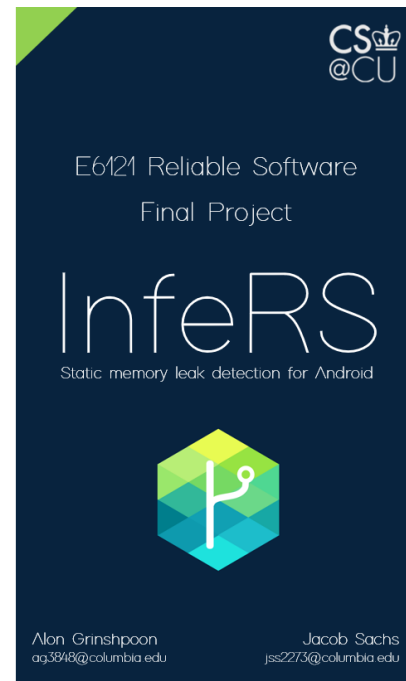 CS
@CU
E6121 Reliable Software
Final Project
InfeRS
Static memory leak detection for Android
Alon Grinshpoon
ag3848@columbia.edu
Jacob Sachs
jss2273@columbia.edu